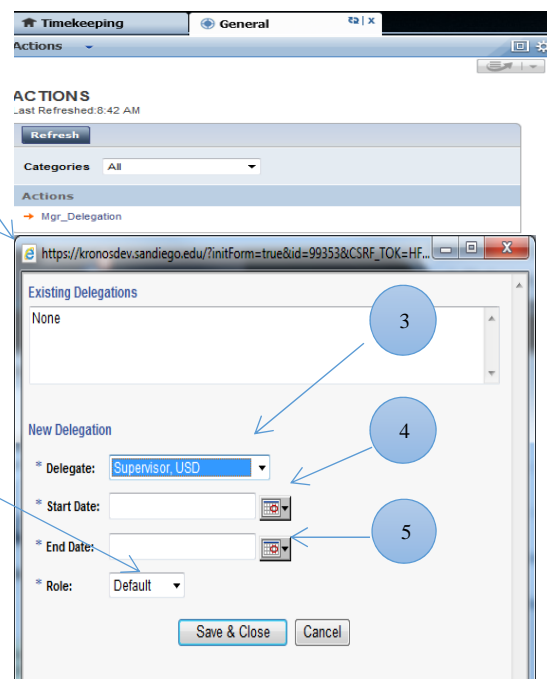 Timekeeping General
Actions
ACTIONS
Last Refreshed:8:42 AM
Refresh
Categories All
Actions
Mgr_Delegation
https://kronosdev.sandiego.edu/?initForm=true&id=99353&CSRF_TOK=HF...
Existing Delegations
None
3
New Delegation
4
* Delegate: Supervisor, USD
* Start Date:
5
* End Date:
* Role: Default
Save & Close Cancel